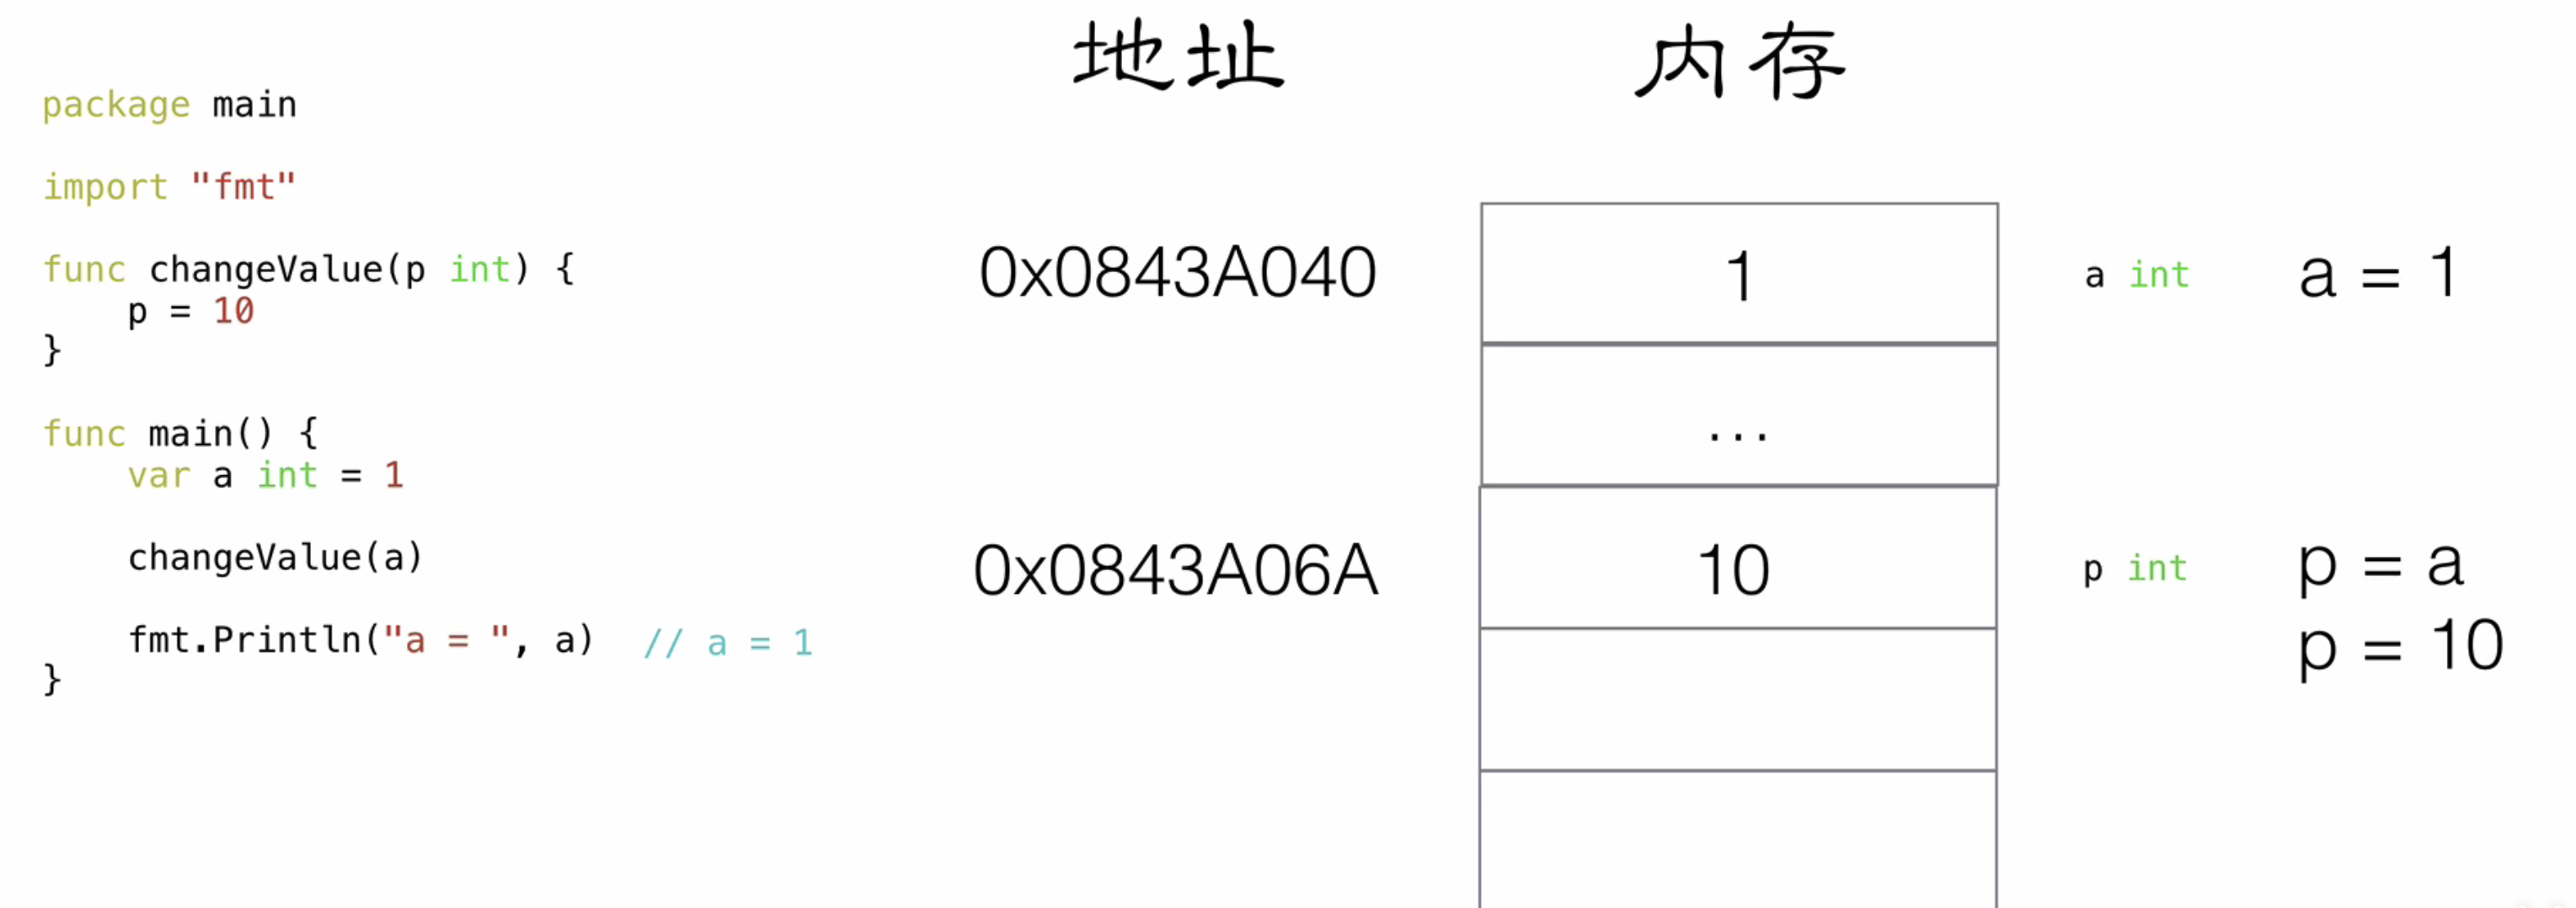 package main
import "fmt"
func changeValue(p int) {
    p = 10
}
func main() {
    var a int = 1
    changeValue(a)
    fmt.Println("a = ", a)  // a = 1
}
地址
内存
0x0843A040
1
a int
a = 1
...
0x0843A06A
10
p int
p = a
p = 10